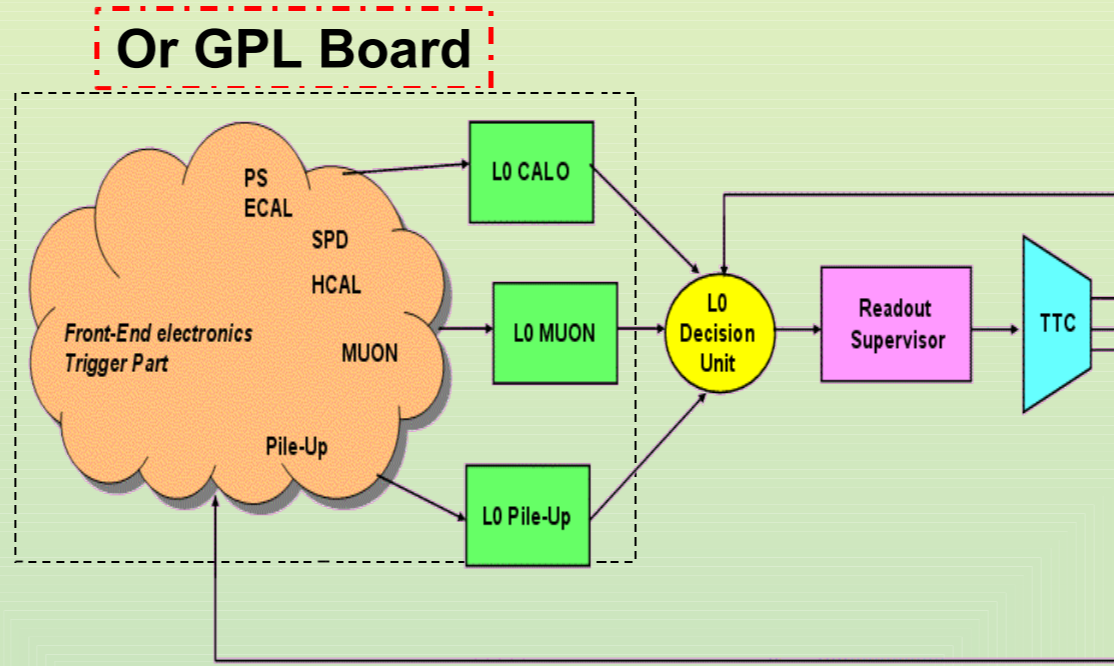 Or GPL Board
PS
ECAL
SPD
HCAL
Front-End electronics
Trigger Part
MUON
Pile-Up
L0 CALO
L0 MUON
L0 Pile-Up
L0
Decision
Unit
Readout
Supervisor
TTC